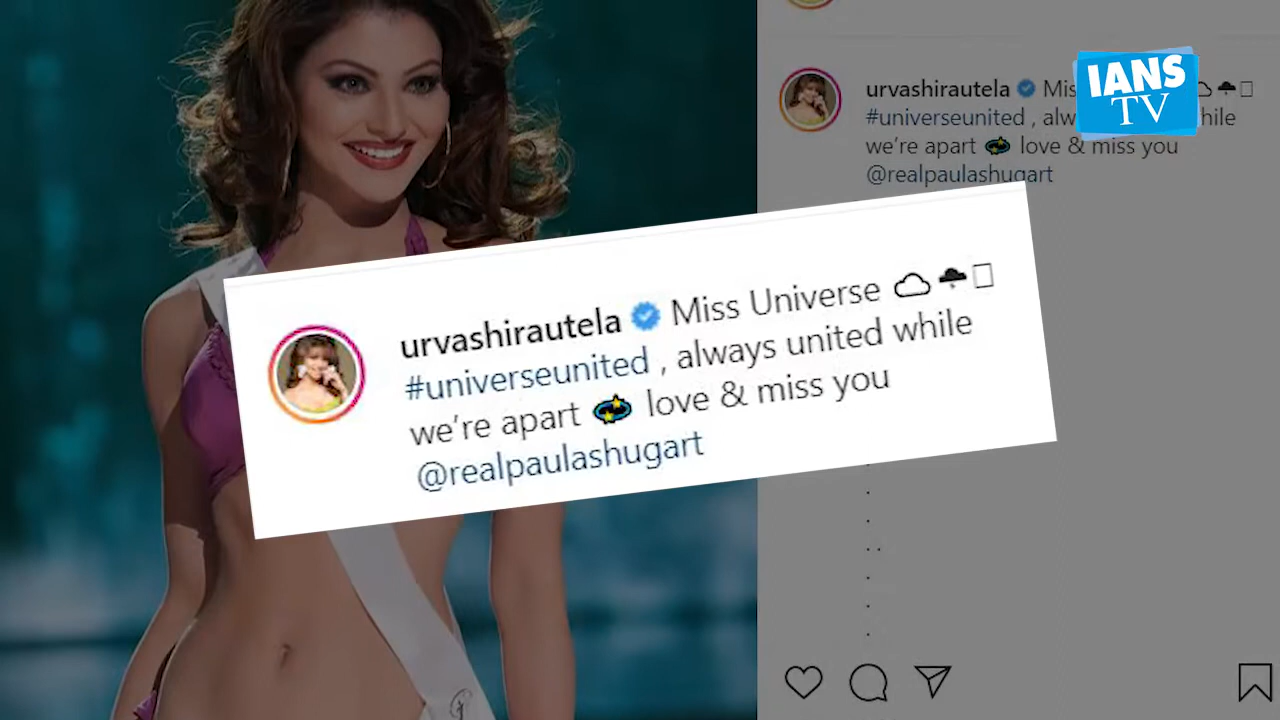 IANS
TV
urvashirautela Mis
#universeunited , alw hile
we're apart 💫 love & miss you
@realpaulashugart
urvashirautela Miss Universe
#universeunited , always united while
we're apart 💫 love & miss you
@realpaulashugart